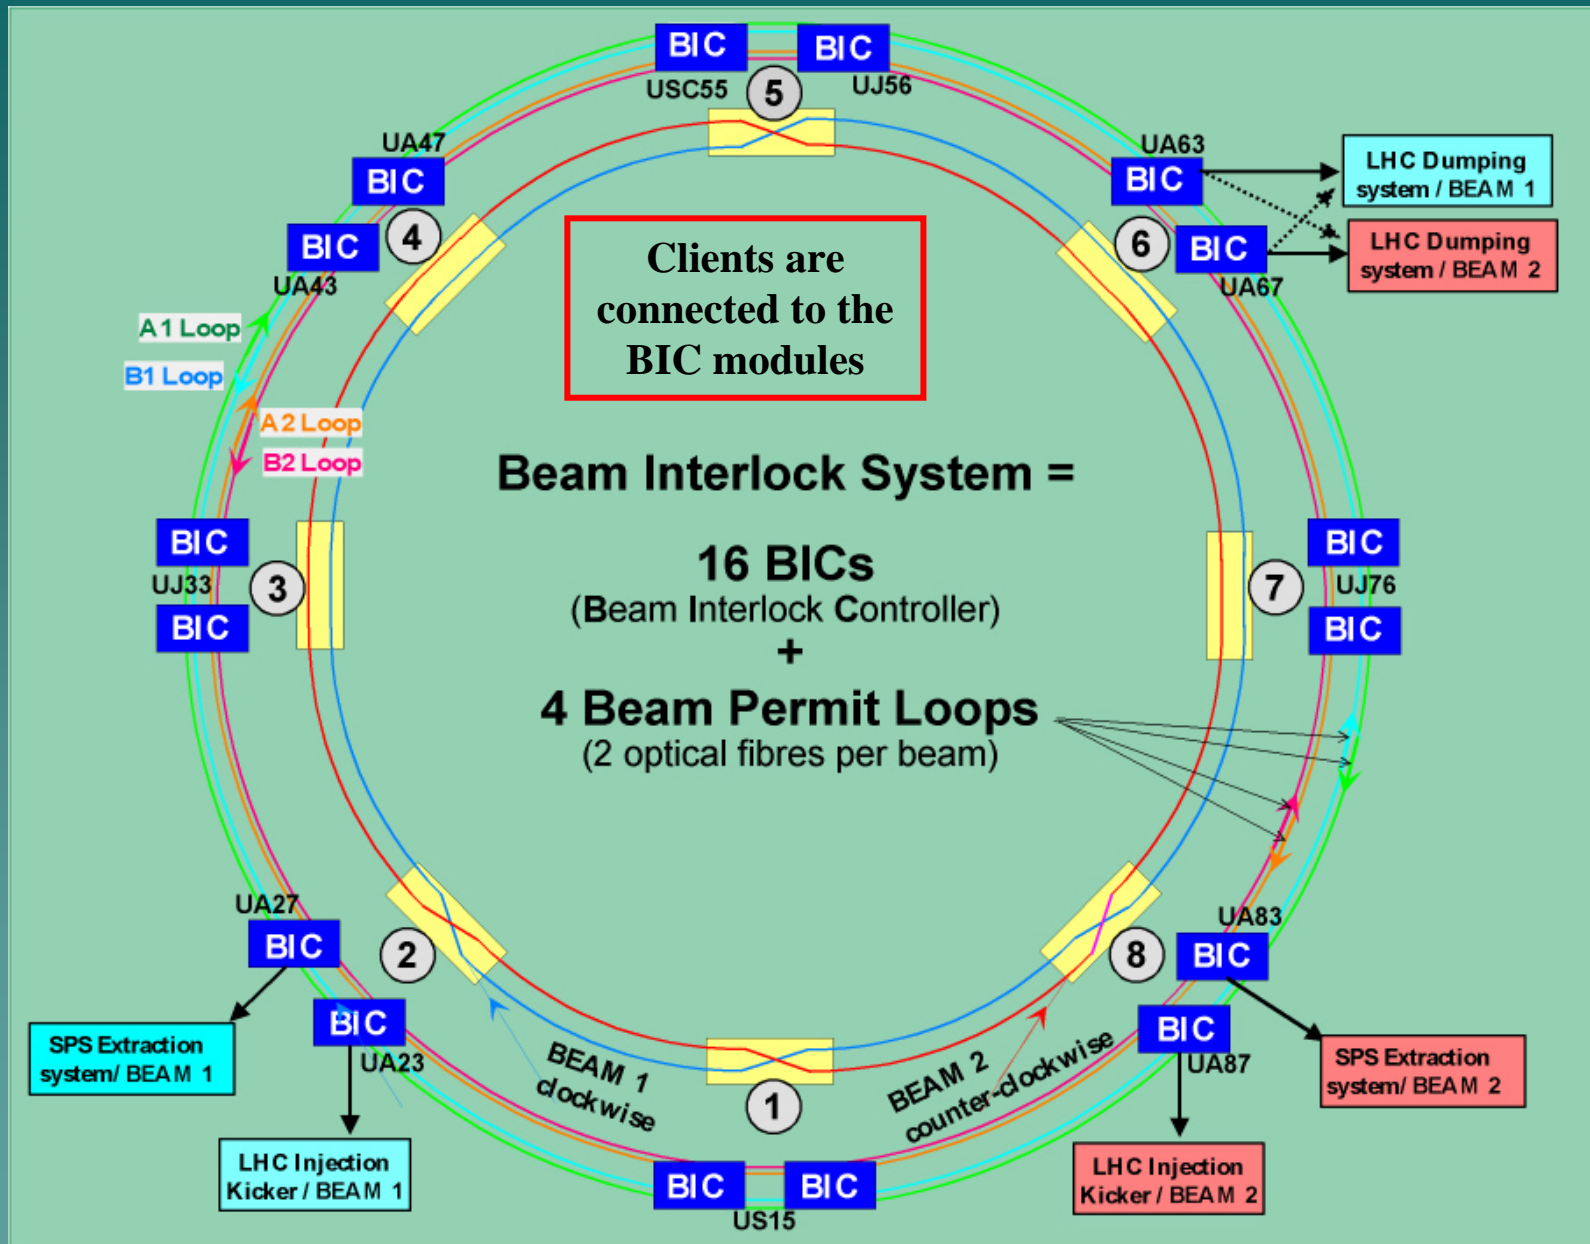 BIC
BIC
USC55
5
UJ56
UA47
BIC
4
BIC
UA43
UA63
BIC
6
BIC
UA67
LHC Dumping
system / BEAM 1
LHC Dumping
system / BEAM 2
Clients are
connected to the
BIC modules
A1 Loop
B1 Loop
A2 Loop
B2 Loop
Beam Interlock System =
16 BICs
(Beam Interlock Controller)
+
4 Beam Permit Loops
(2 optical fibres per beam)
BIC
UJ33
3
BIC
7
BIC
UJ76
BIC
UA27
BIC
2
BIC
UA23
SPS Extraction
system/ BEAM 1
LHC Injection
Kicker / BEAM 1
BEAM 1
clockwise
1
BEAM 2
counter-clockwise
8
UA83
BIC
BIC
UA87
SPS Extraction
system/ BEAM 2
LHC Injection
Kicker / BEAM 2
BIC
BIC
US15